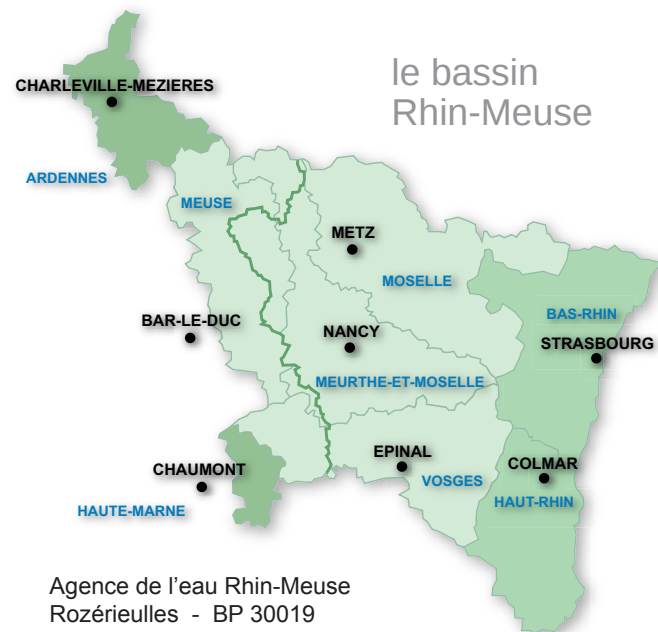 le bassin
Rhin-Meuse
CHARLEVILLE-MEZIERES
ARDENNES
MEUSE
METZ
MOSELLE
BAR-LE-DUC
NANCY
BAS-RHIN
STRASBOURG
MEURTHE-ET-MOSELLE
CHAUMONT
EPINAL
VOSGES
COLMAR
HAUT-RHIN
HAUTE-MARNE
Agence de l’eau Rhin-Meuse
Rozérieulles - BP 30019